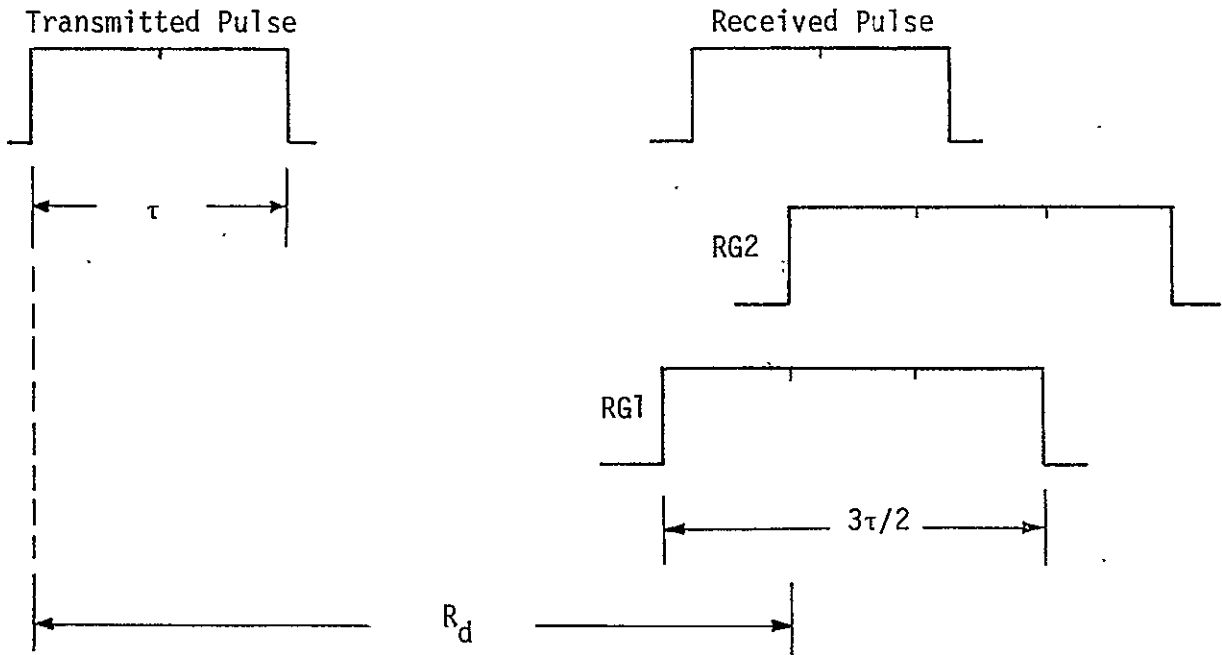 Transmitted Pulse
Received Pulse
τ
RG2
RG1
3τ/2
R_d